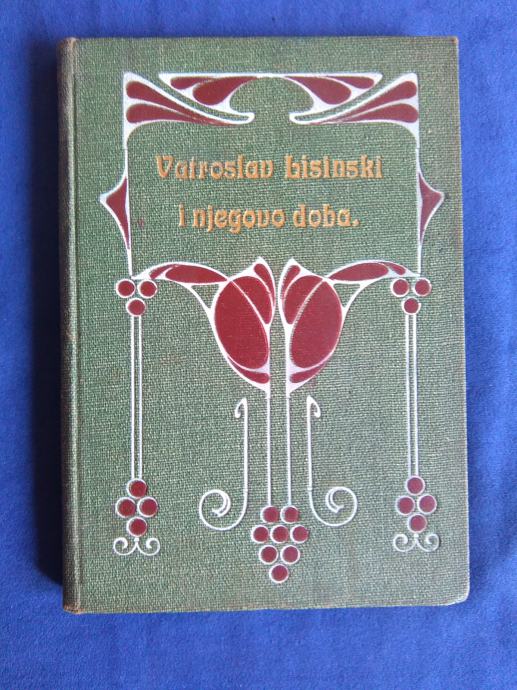 Vatroslav Lisinski
i njegovo doba.